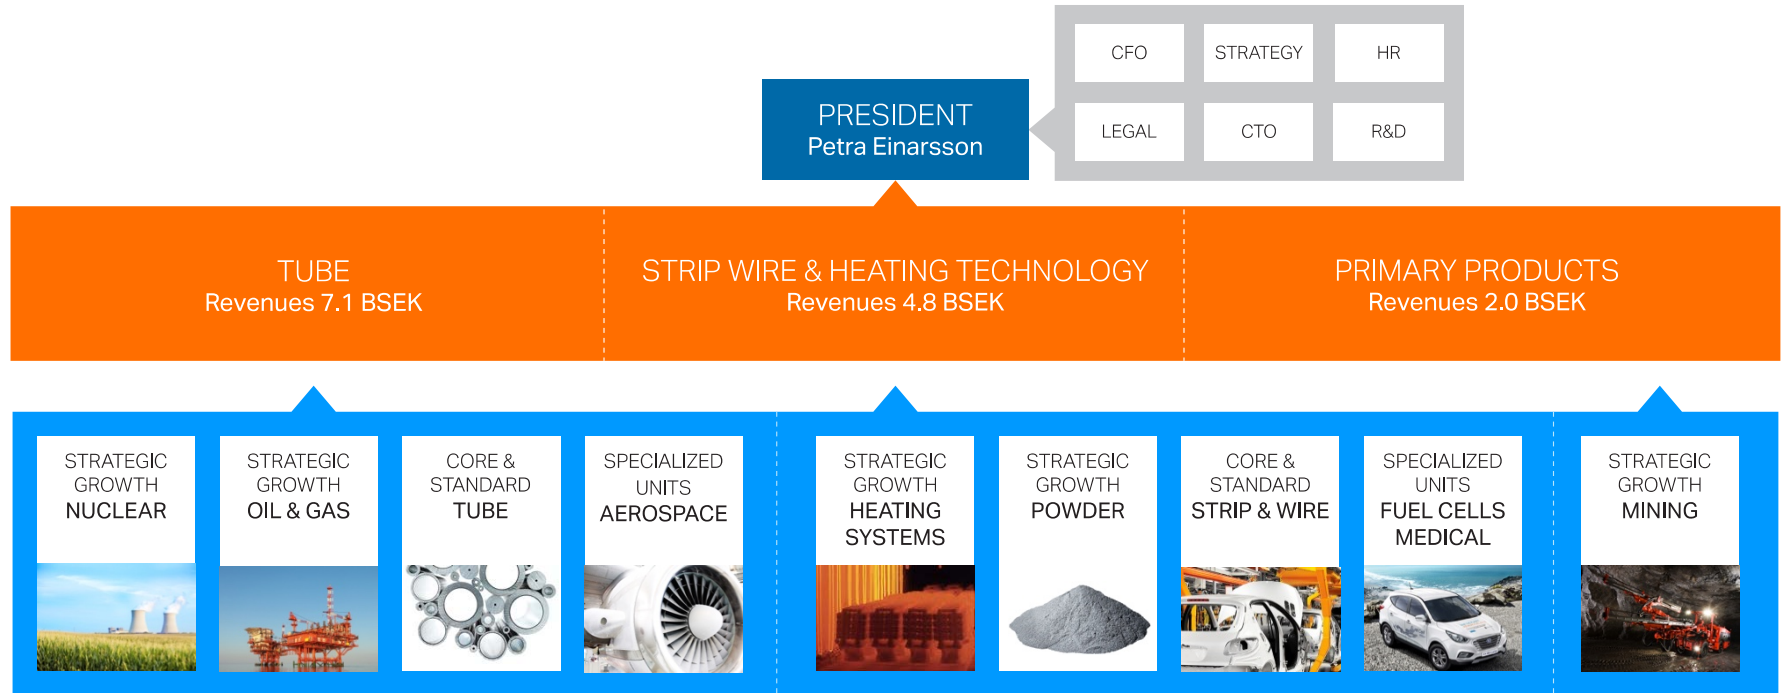 CFO
STRATEGY
HR
LEGAL
CTO
R&D
PRESIDENT
Petra Einarsson
TUBE
Revenues 7.1 BSEK
STRIP WIRE & HEATING TECHNOLOGY
Revenues 4.8 BSEK
PRIMARY PRODUCTS
Revenues 2.0 BSEK
STRATEGIC
GROWTH
NUCLEAR
STRATEGIC
GROWTH
OIL & GAS
CORE &
STANDARD
TUBE
SPECIALIZED
UNITS
AEROSPACE
STRATEGIC
GROWTH
HEATING
SYSTEMS
STRATEGIC
GROWTH
POWDER
CORE &
STANDARD
STRIP & WIRE
SPECIALIZED
UNITS
FUEL CELLS
MEDICAL
STRATEGIC
GROWTH
MINING